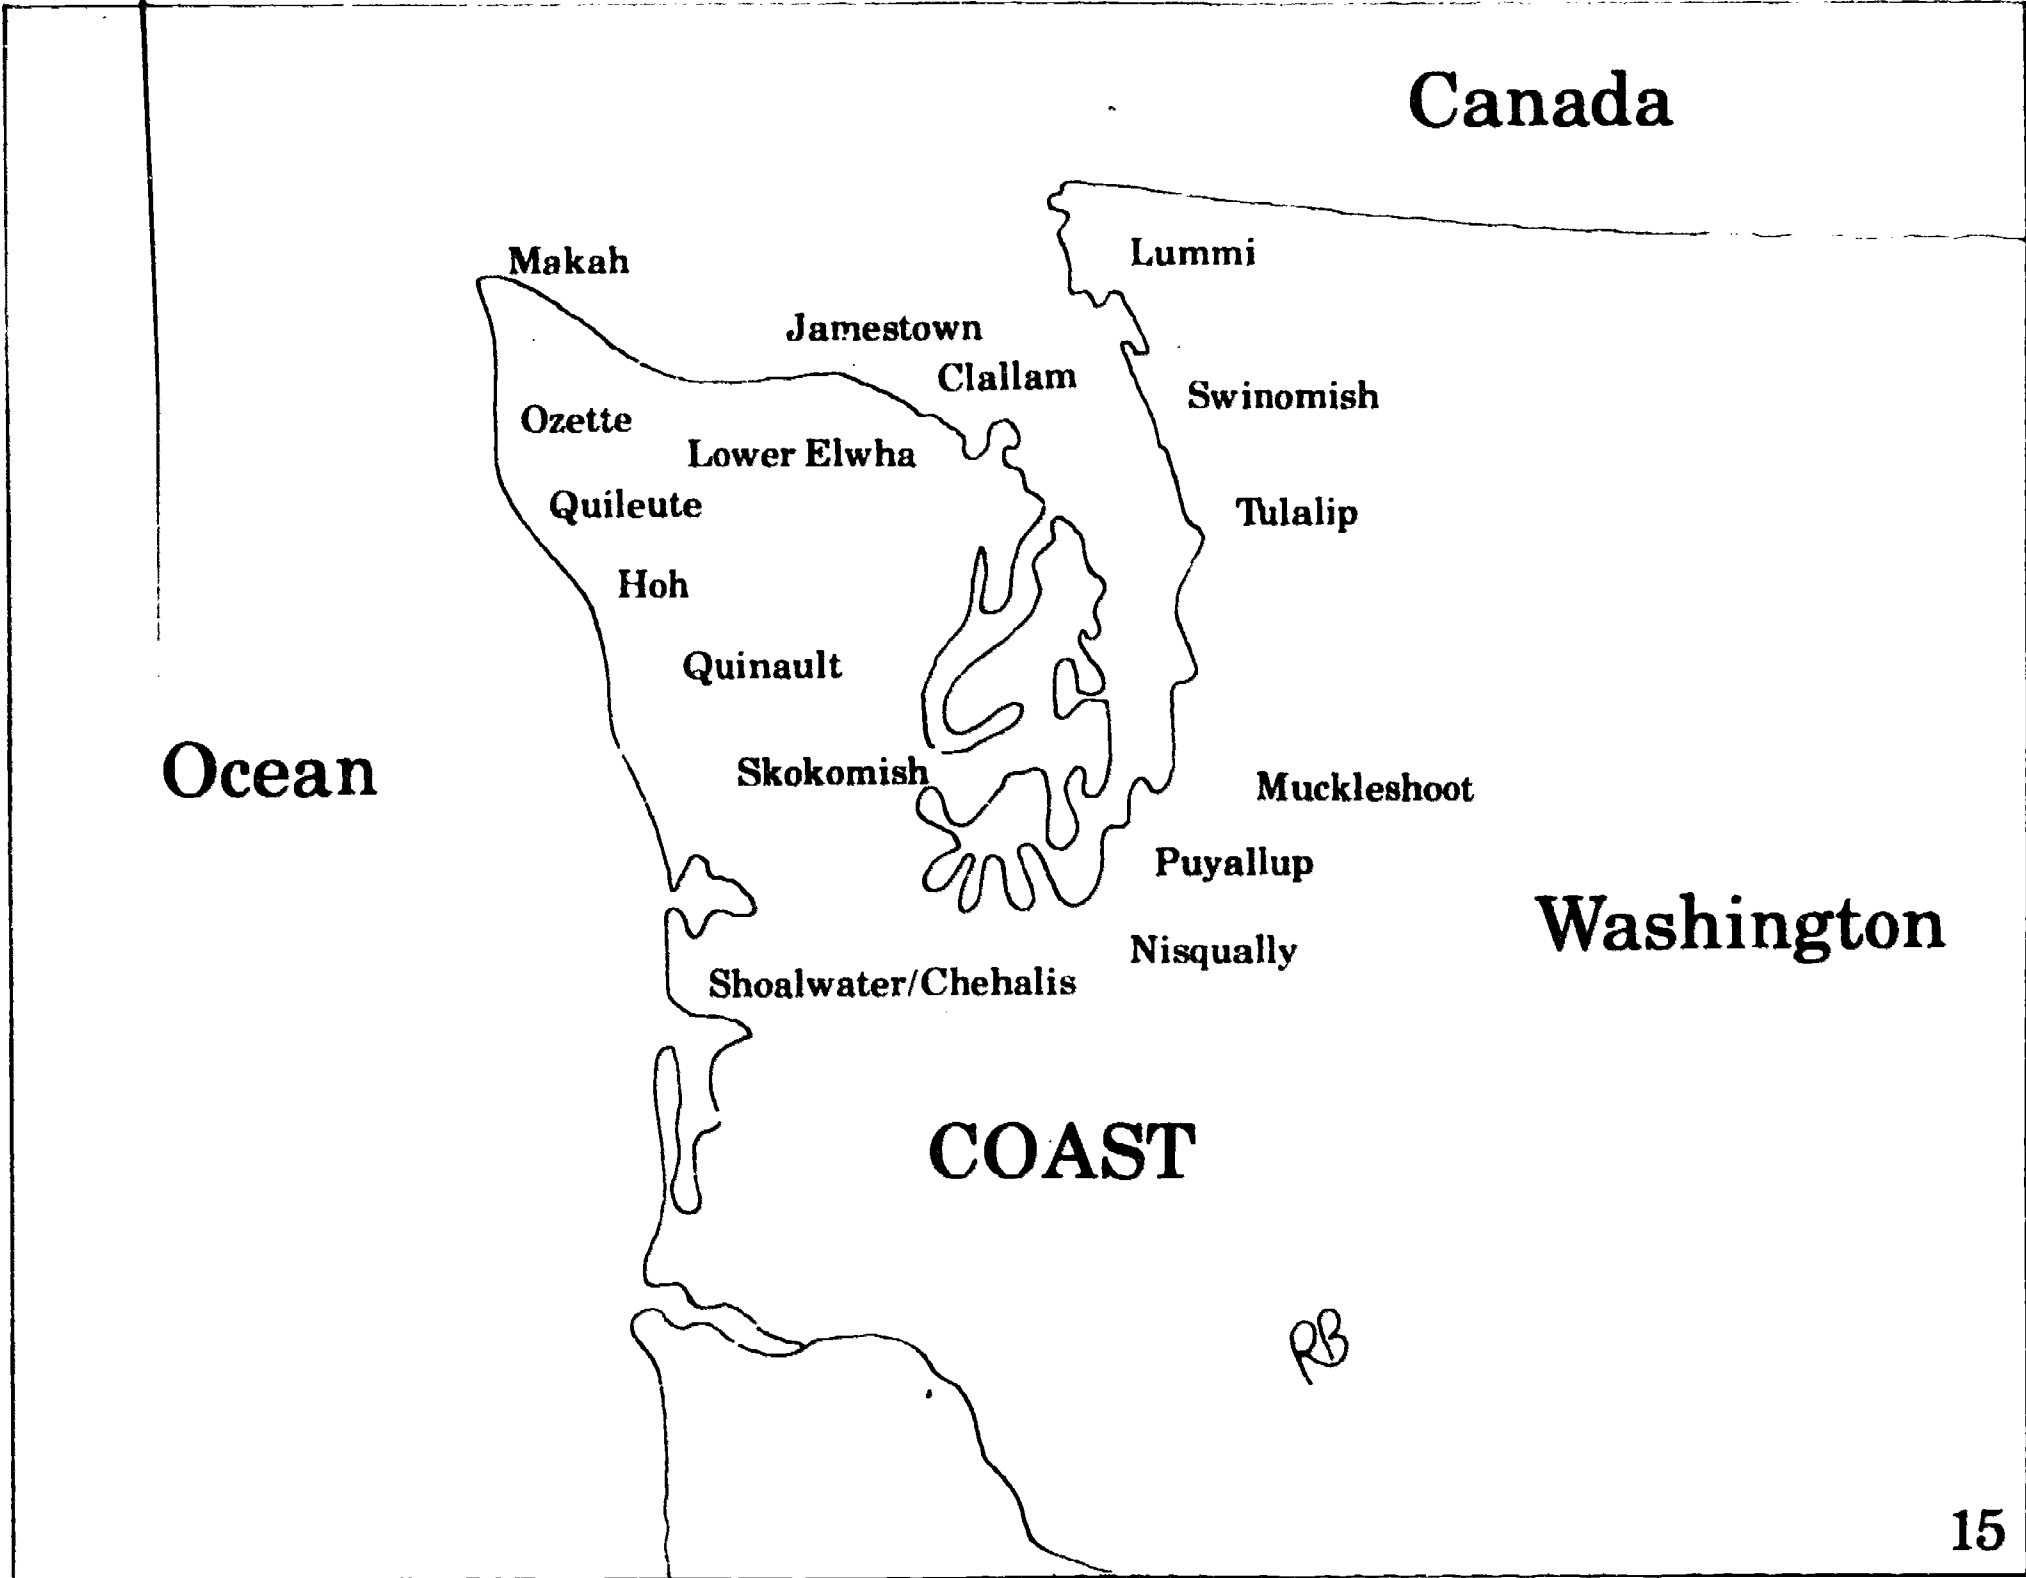 Canada
Makah
Lummi
Jamestown
Clallam
Swinomish
Ozette
Lower Elwha
Quileute
Tulalip
Hoh
Quinault
Ocean
Skokomish
Muckleshoot
Puyallup
Washington
Nisqually
Shoalwater/Chehalis
COAST
RB
15